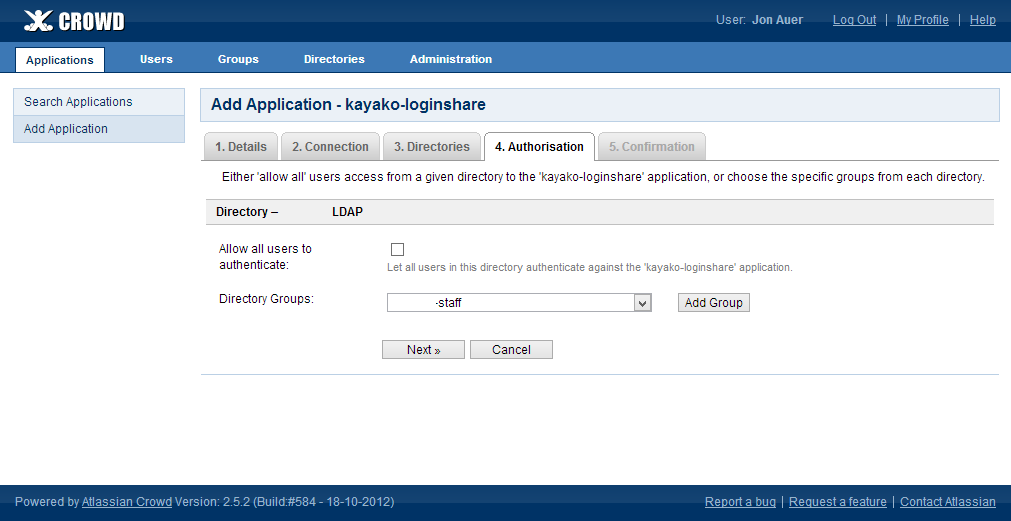 CROWD
User: Jon Auer Log Out | My Profile | Help
Applications Users Groups Directories Administration
Search Applications
Add Application
Add Application - kayako-loginshare
1. Details 2. Connection 3. Directories 4. Authorisation 5. Confirmation
Either 'allow all' users access from a given directory to the 'kayako-loginshare' application, or choose the specific groups from each directory.
Directory – LDAP
Allow all users to
authenticate:
Let all users in this directory authenticate against the 'kayako-loginshare' application.
Directory Groups: -staff Add Group
Next » Cancel
Powered by Atlassian Crowd Version: 2.5.2 (Build:#584 - 18-10-2012) Report a bug | Request a feature | Contact Atlassian